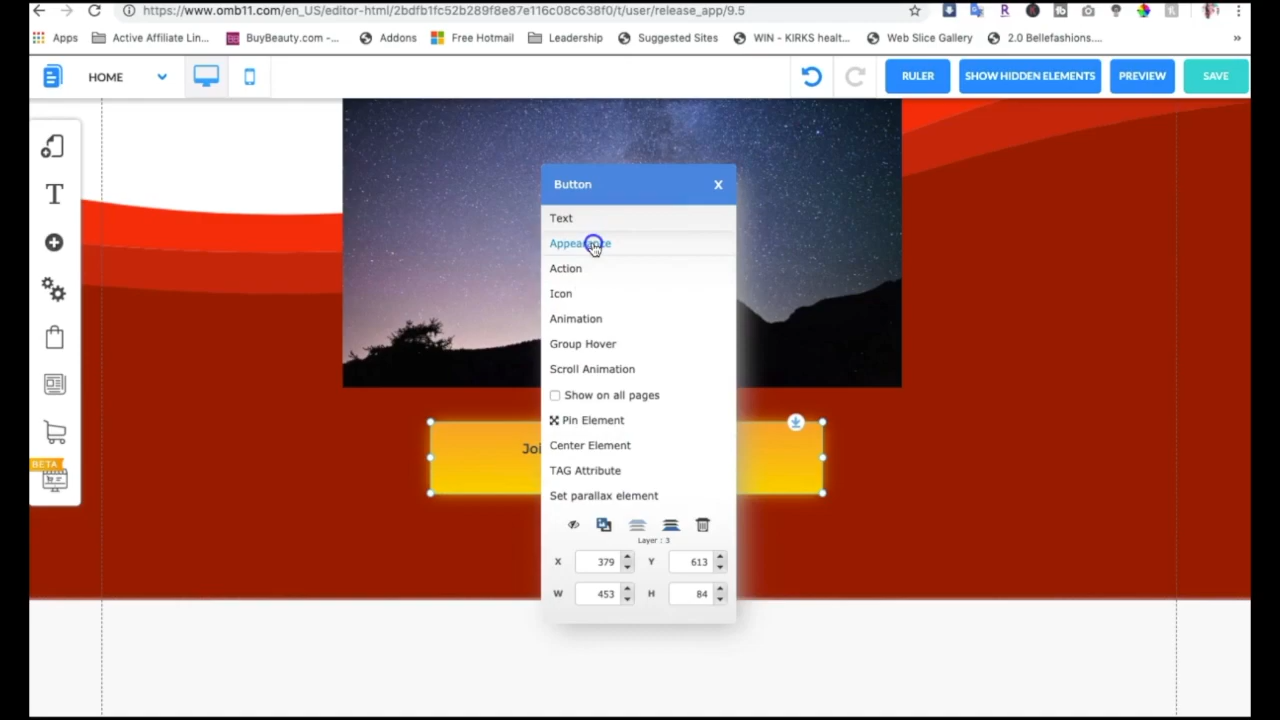 https://www.omb11.com/en_US/editor-html/2bdfb1fc52b289f8e87e116c08c638f0/t/user/release_app/9.5
Apps Active Affiliate Lin... BuyBeauty.com -... Addons Free Hotmail Leadership Suggested Sites WIN - KIRKS healt... Web Slice Gallery 2.0 Bellefashions.... »
HOME RULER SHOW HIDDEN ELEMENTS PREVIEW SAVE
Button X
Text
Appearance
Action
Icon
Animation
Group Hover
Scroll Animation
Show on all pages
Pin Element
Joi
Center Element
BETA
TAG Attribute
Set parallax element
Layer : 3
X 379 Y 613
W 453 H 84